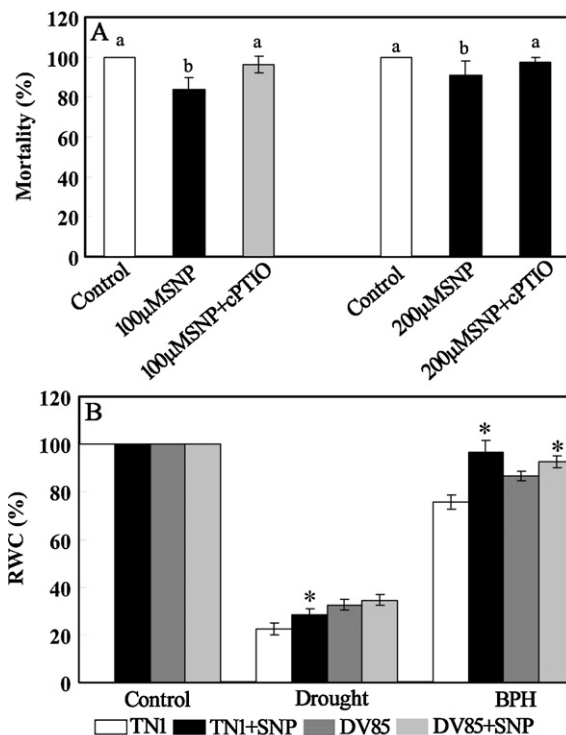 A
Mortality (%)
120
100
80
60
40
20
0
a
b
a
a
b
a
Control
100μMSNP
100μMSNP+cPTIO
Control
200μMSNP
200μMSNP+cPTIO
B
RWC (%)
120
100
80
60
40
20
0
*
*
*
Control Drought BPH
TN1 TN1+SNP DV85 DV85+SNP